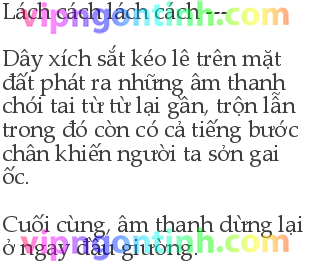 Lách cách lách cách ---
vipngontinh.com
Dây xích sắt kéo lê trên mặt
đất phát ra những âm thanh
chói tai từ từ lại gần, trộn lẫn
trong đó còn có cả tiếng bước
chân khiến người ta sởn gai
ốc.
Cuối cùng, âm thanh dừng lại
ở ngay đầu giường.
vipngontinh.com